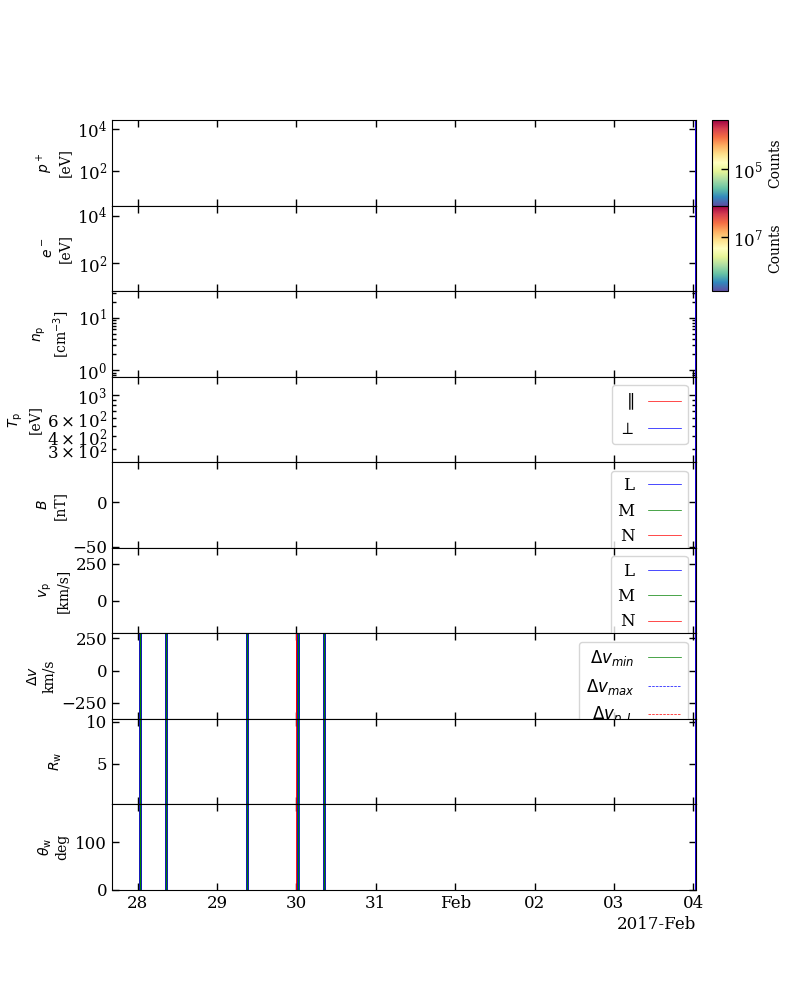 10^4
10^2
p^+
[eV]
10^5
Counts
10^4
10^2
e^-
[eV]
10^7
Counts
10^1
10^0
n_p
[cm^−3]
10^3
6 × 10^2
4 × 10^2
3 × 10^2
T_p
[eV]
∥
⊥
0
−50
B
[nT]
L
M
N
250
0
v_p
[km/s]
L
M
N
250
0
−250
Δv
km/s
Δv_min
Δv_max
Δv_p,l
10
5
R_w
100
0
θ_w
deg
28 29 30 31 Feb 02 03 04
2017-Feb